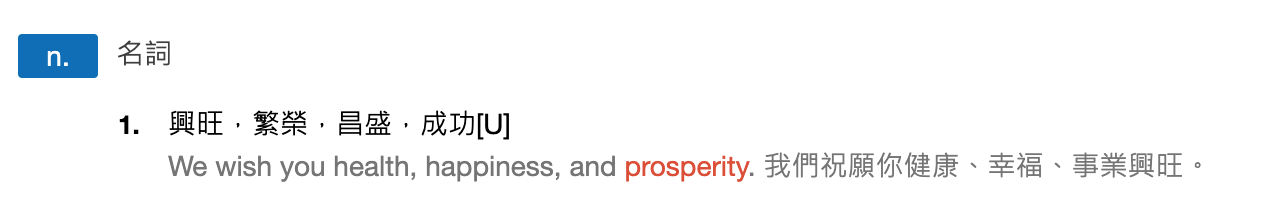 n. 名詞
1. 興旺，繁榮，昌盛，成功[U]
We wish you health, happiness, and prosperity. 我們祝願你健康、幸福、事業興旺。